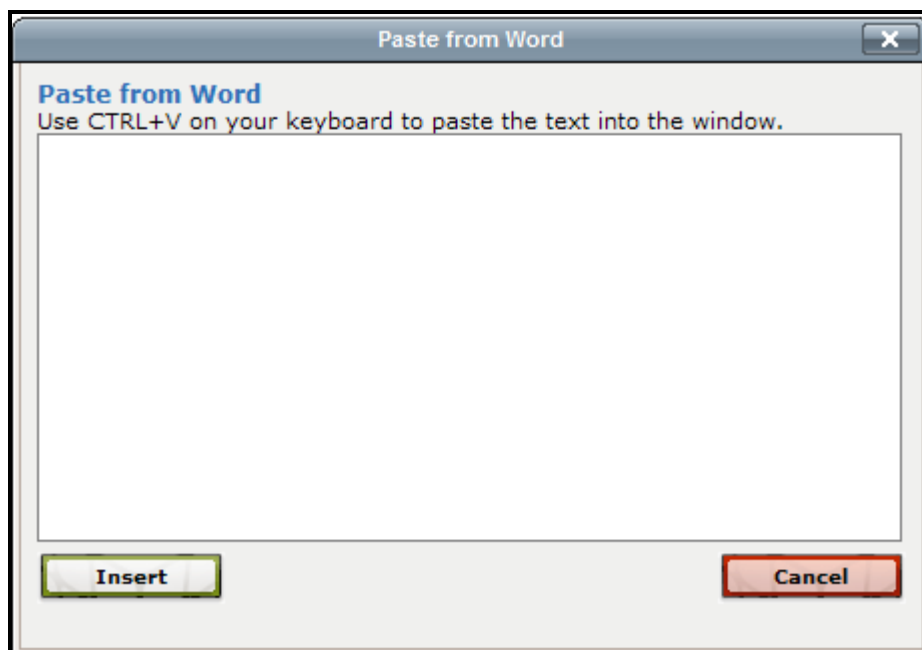 Paste from Word
Paste from Word
Use CTRL+V on your keyboard to paste the text into the window.
Insert
Cancel